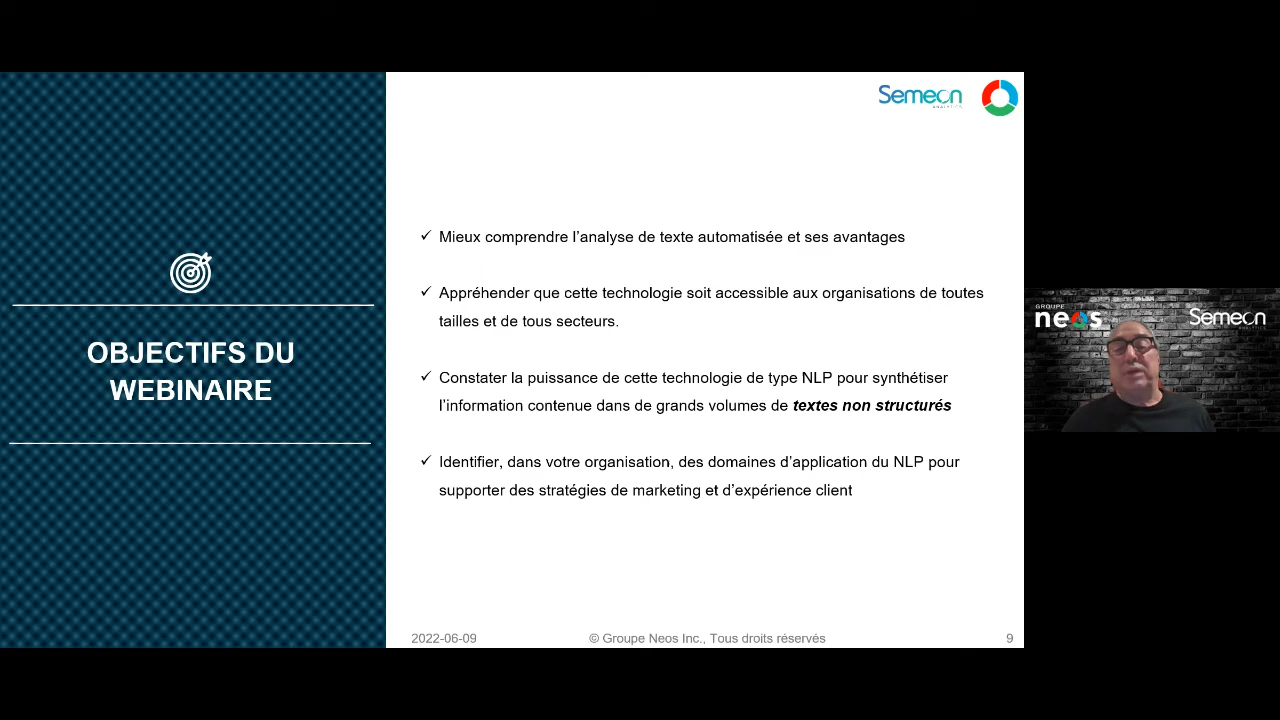 Semeon
ANALYTICS
OBJECTIFS DU
WEBINAIRE
✓ Mieux comprendre l’analyse de texte automatisée et ses avantages
✓ Appréhender que cette technologie soit accessible aux organisations de toutes
tailles et de tous secteurs.
✓ Constater la puissance de cette technologie de type NLP pour synthétiser
l’information contenue dans de grands volumes de textes non structurés
✓ Identifier, dans votre organisation, des domaines d’application du NLP pour
supporter des stratégies de marketing et d’expérience client
2022-06-09
© Groupe Neos Inc., Tous droits réservés
9
GROUPE
neos
Semeon
ANALYTICS